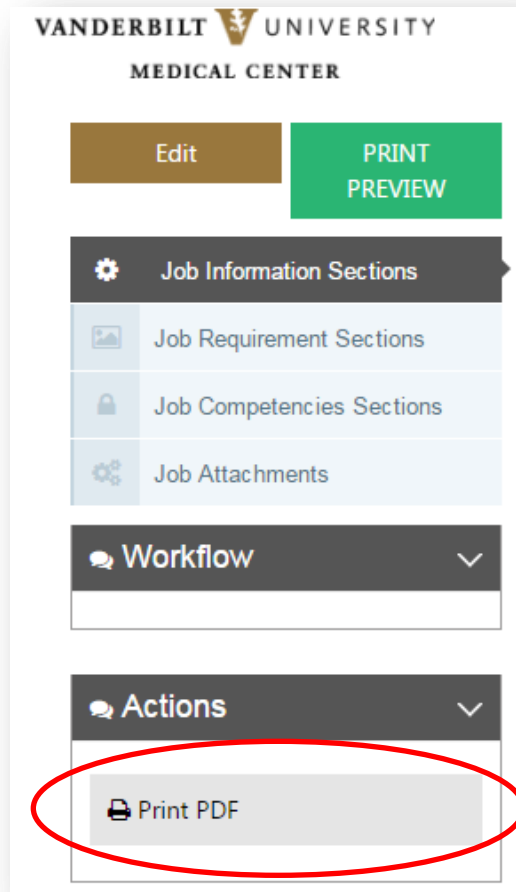 VANDERBILT UNIVERSITY
MEDICAL CENTER
Edit
PRINT
PREVIEW
Job Information Sections
Job Requirement Sections
Job Competencies Sections
Job Attachments
Workflow
Actions
Print PDF